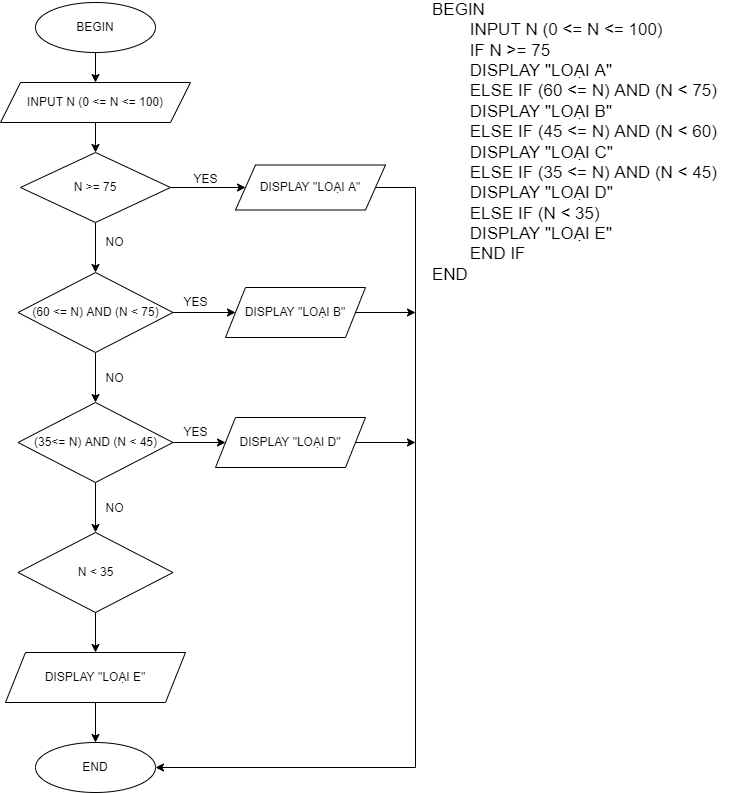 BEGIN
INPUT N (0 <= N <= 100)
N >= 75
YES
DISPLAY "LOẠI A"
NO
(60 <= N) AND (N < 75)
YES
DISPLAY "LOẠI B"
NO
(35<= N) AND (N < 45)
YES
DISPLAY "LOẠI D"
NO
N < 35
DISPLAY "LOẠI E"
END
BEGIN
INPUT N (0 <= N <= 100)
IF N >= 75
DISPLAY "LOẠI A"
ELSE IF (60 <= N) AND (N < 75)
DISPLAY "LOẠI B"
ELSE IF (45 <= N) AND (N < 60)
DISPLAY "LOẠI C"
ELSE IF (35 <= N) AND (N < 45)
DISPLAY "LOẠI D"
ELSE IF (N < 35)
DISPLAY "LOẠI E"
END IF
END